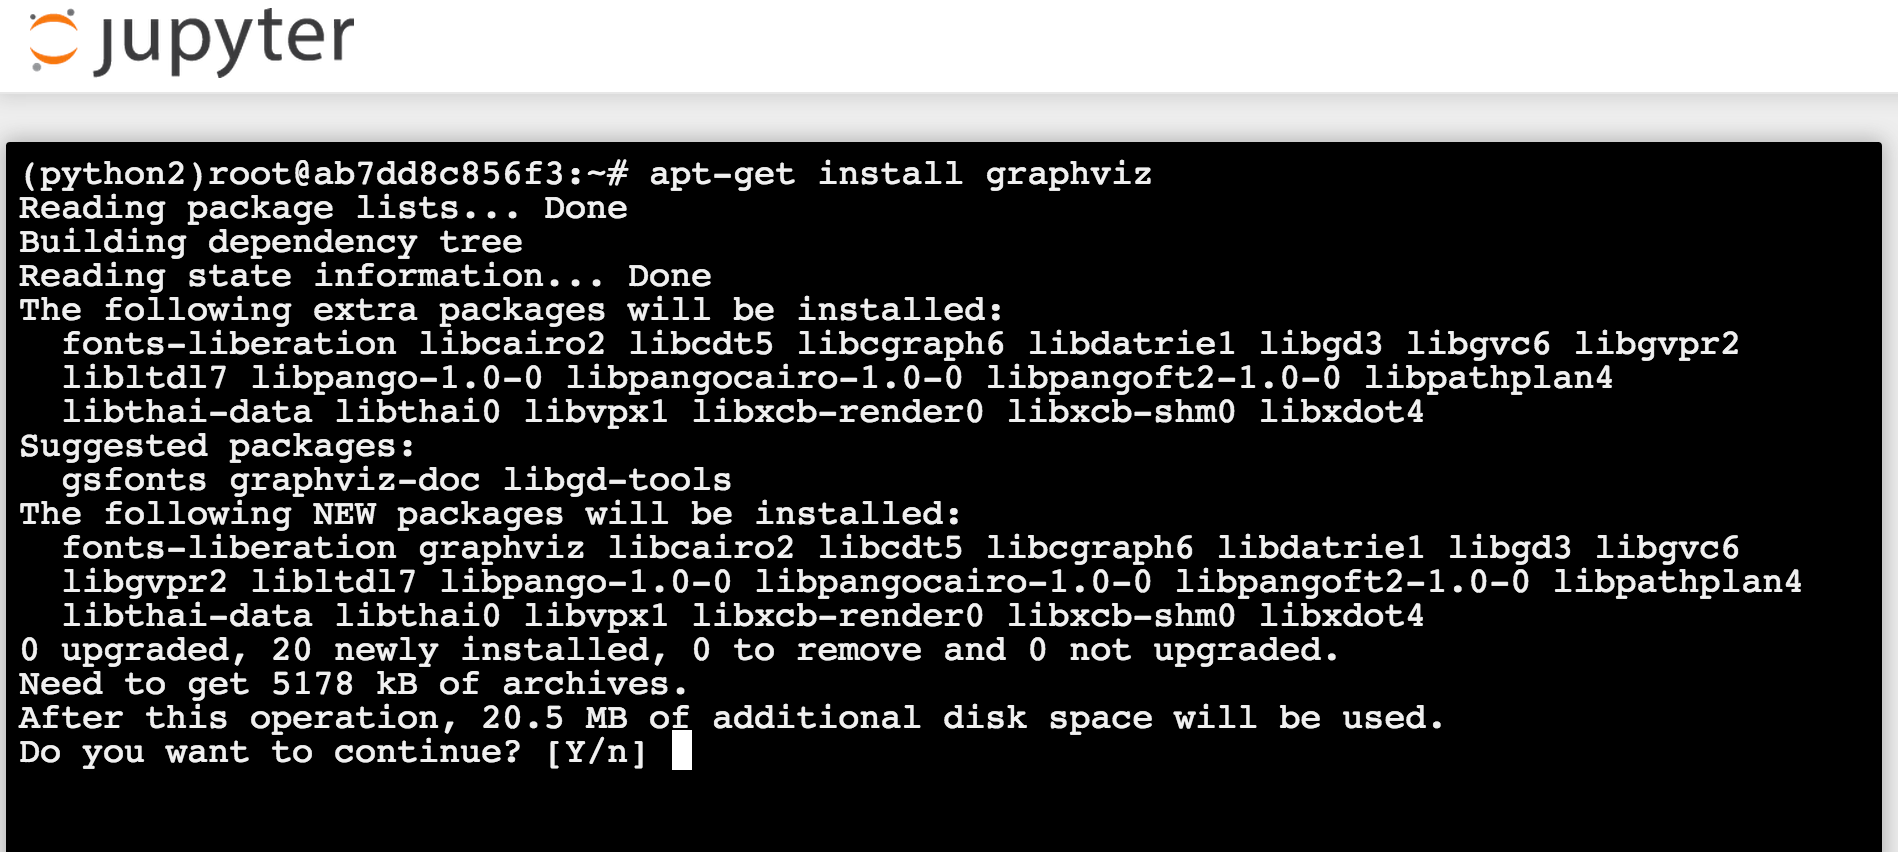 jupyter
(python2)root@ab7dd8c856f3:~# apt-get install graphviz
Reading package lists... Done
Building dependency tree
Reading state information... Done
The following extra packages will be installed:
  fonts-liberation libcairo2 libcdt5 libcgraph6 libdatrie1 libgd3 libgvc6 libgvpr2
  libltdl7 libpango-1.0-0 libpangocairo-1.0-0 libpangoft2-1.0-0 libpathplan4
  libthai-data libthai0 libvpx1 libxcb-render0 libxcb-shm0 libxdot4
Suggested packages:
  gsfonts graphviz-doc libgd-tools
The following NEW packages will be installed:
  fonts-liberation graphviz libcairo2 libcdt5 libcgraph6 libdatrie1 libgd3 libgvc6
  libgvpr2 libltdl7 libpango-1.0-0 libpangocairo-1.0-0 libpangoft2-1.0-0 libpathplan4
  libthai-data libthai0 libvpx1 libxcb-render0 libxcb-shm0 libxdot4
0 upgraded, 20 newly installed, 0 to remove and 0 not upgraded.
Need to get 5178 kB of archives.
After this operation, 20.5 MB of additional disk space will be used.
Do you want to continue? [Y/n]